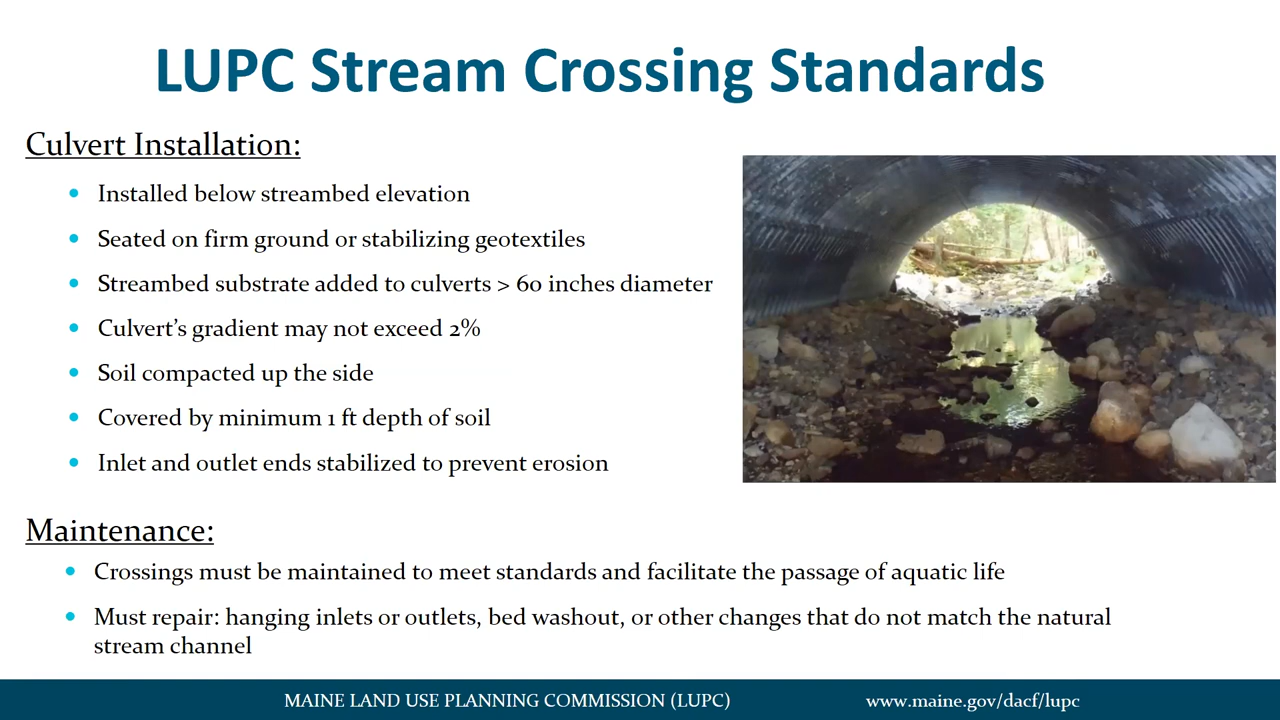 LUPC Stream Crossing Standards
Culvert Installation:
• Installed below streambed elevation
• Seated on firm ground or stabilizing geotextiles
• Streambed substrate added to culverts > 60 inches diameter
• Culvert’s gradient may not exceed 2%
• Soil compacted up the side
• Covered by minimum 1 ft depth of soil
• Inlet and outlet ends stabilized to prevent erosion
Maintenance:
• Crossings must be maintained to meet standards and facilitate the passage of aquatic life
• Must repair: hanging inlets or outlets, bed washout, or other changes that do not match the natural
stream channel
MAINE LAND USE PLANNING COMMISSION (LUPC)
www.maine.gov/dacf/lupc